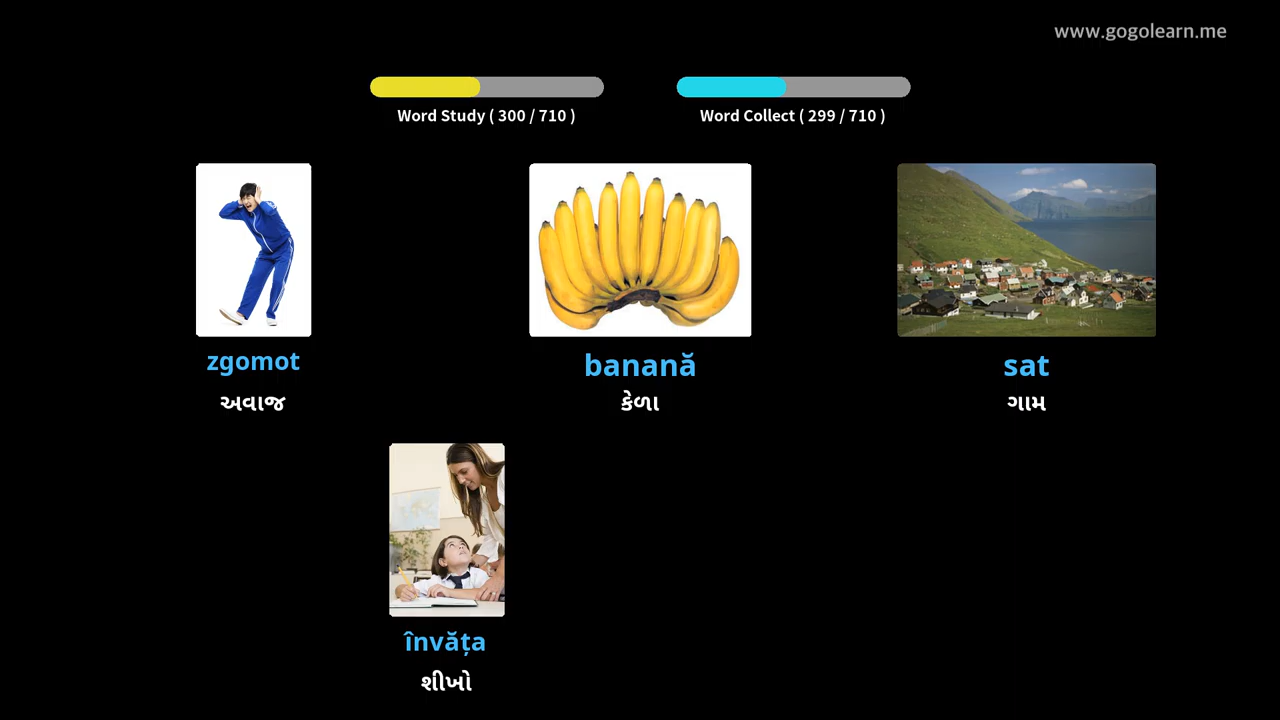 www.gogolearn.me
Word Study ( 300 / 710 )
Word Collect ( 299 / 710 )
zgomot
અવાજ
banană
કેળા
sat
ગામ
învăța
શીખો